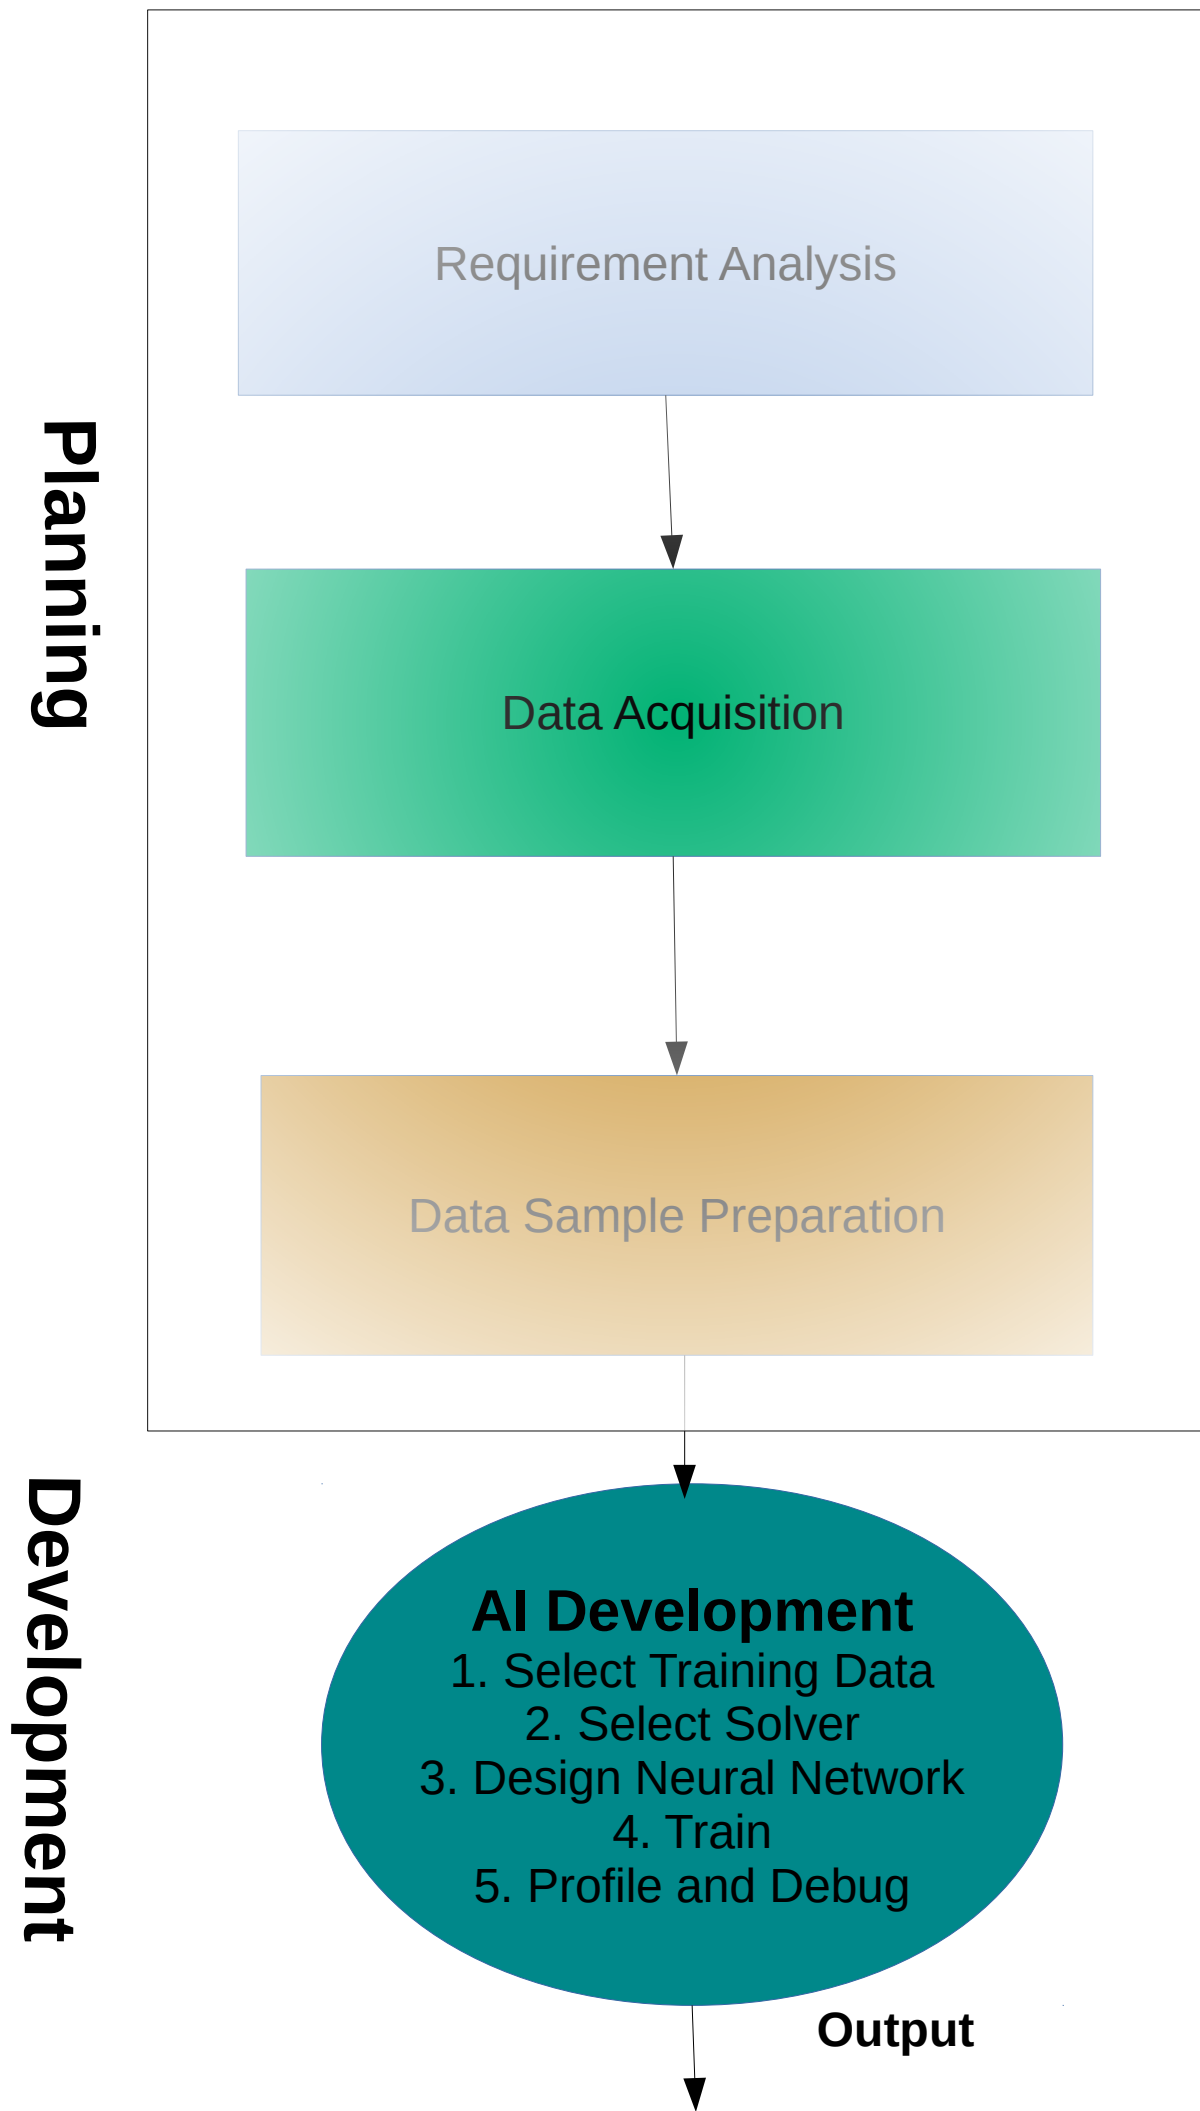 Planning
Requirement Analysis
Data Acquisition
Data Sample Preparation
Development
AI Development
1. Select Training Data
2. Select Solver
3. Design Neural Network
4. Train
5. Profile and Debug
Output